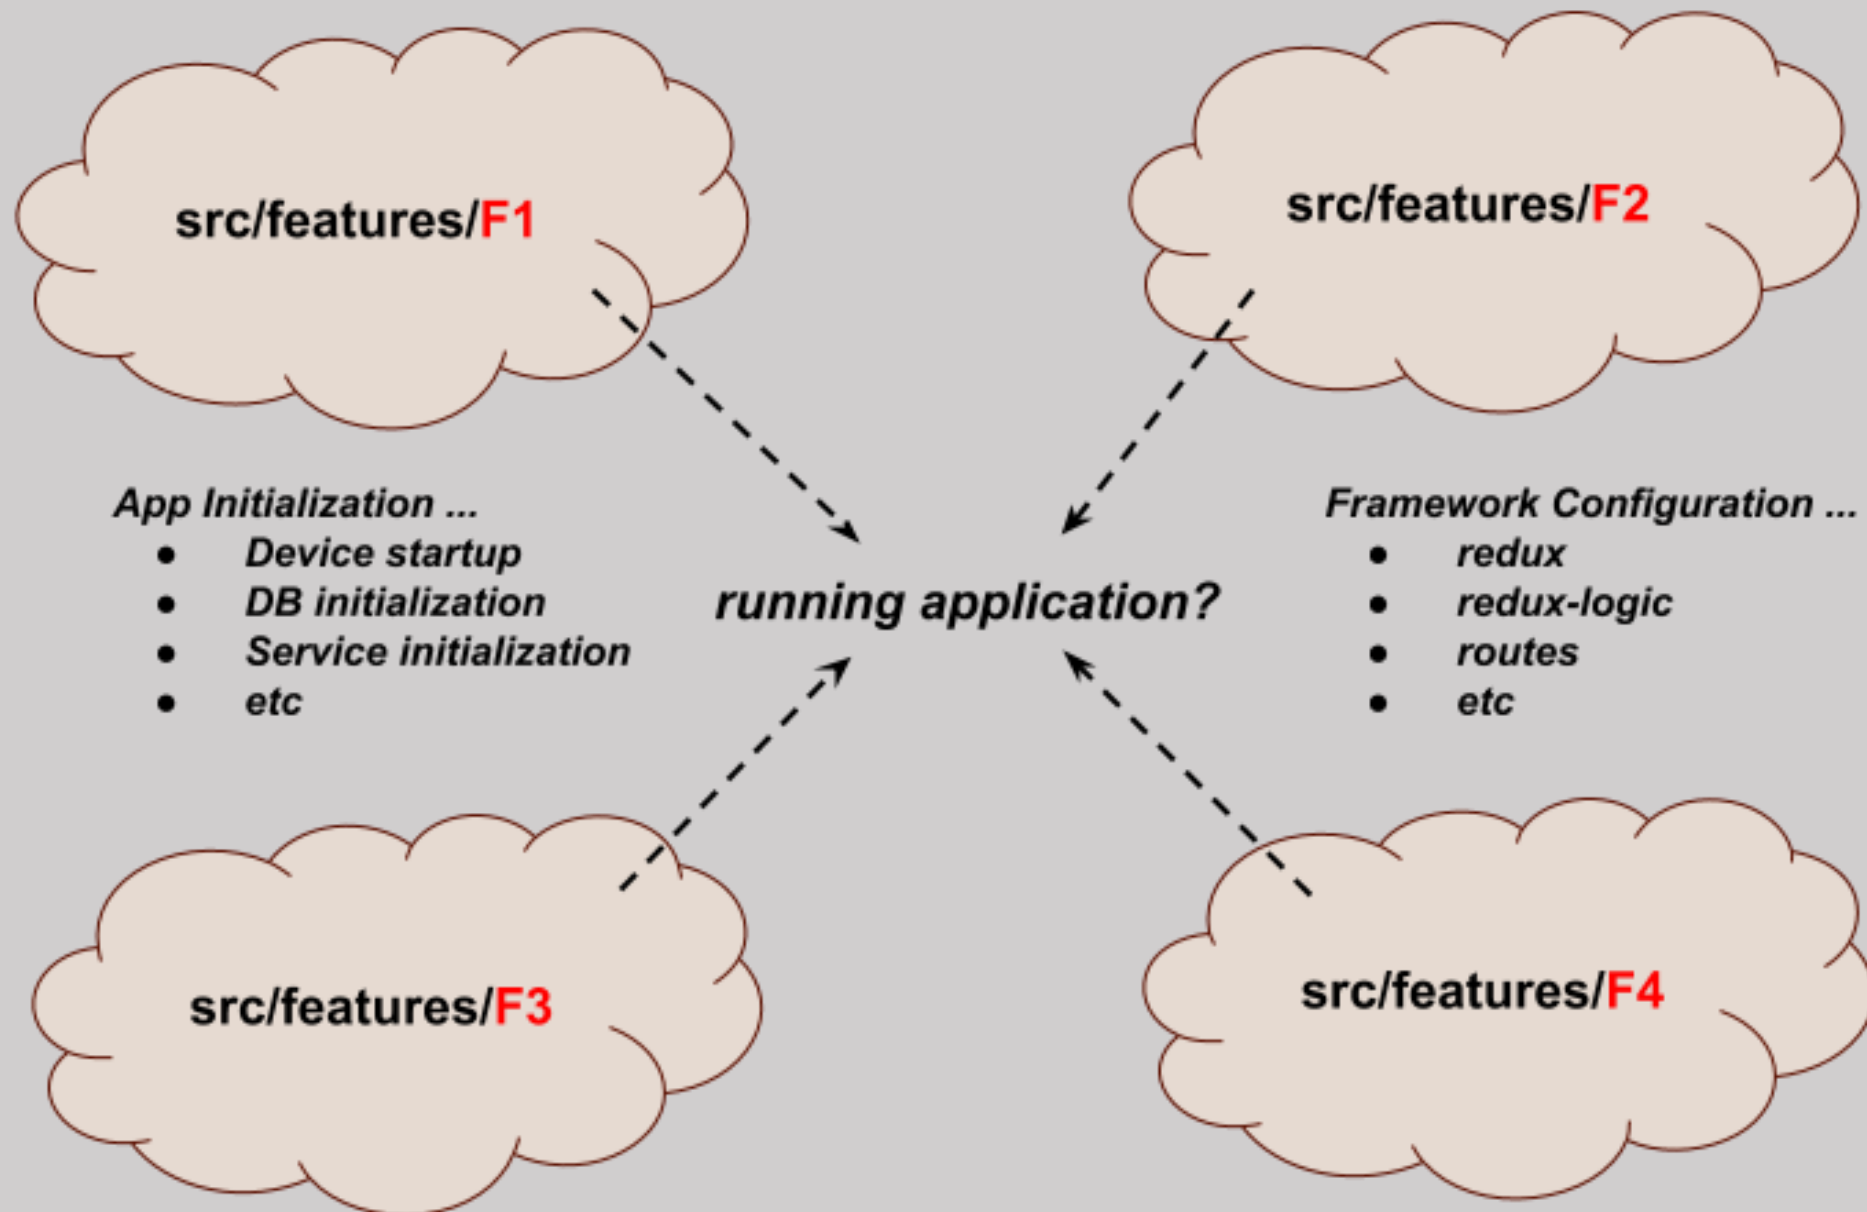 src/features/F1
src/features/F2
App Initialization ...
● Device startup
● DB initialization
● Service initialization
● etc
running application?
Framework Configuration ...
● redux
● redux-logic
● routes
● etc
src/features/F3
src/features/F4